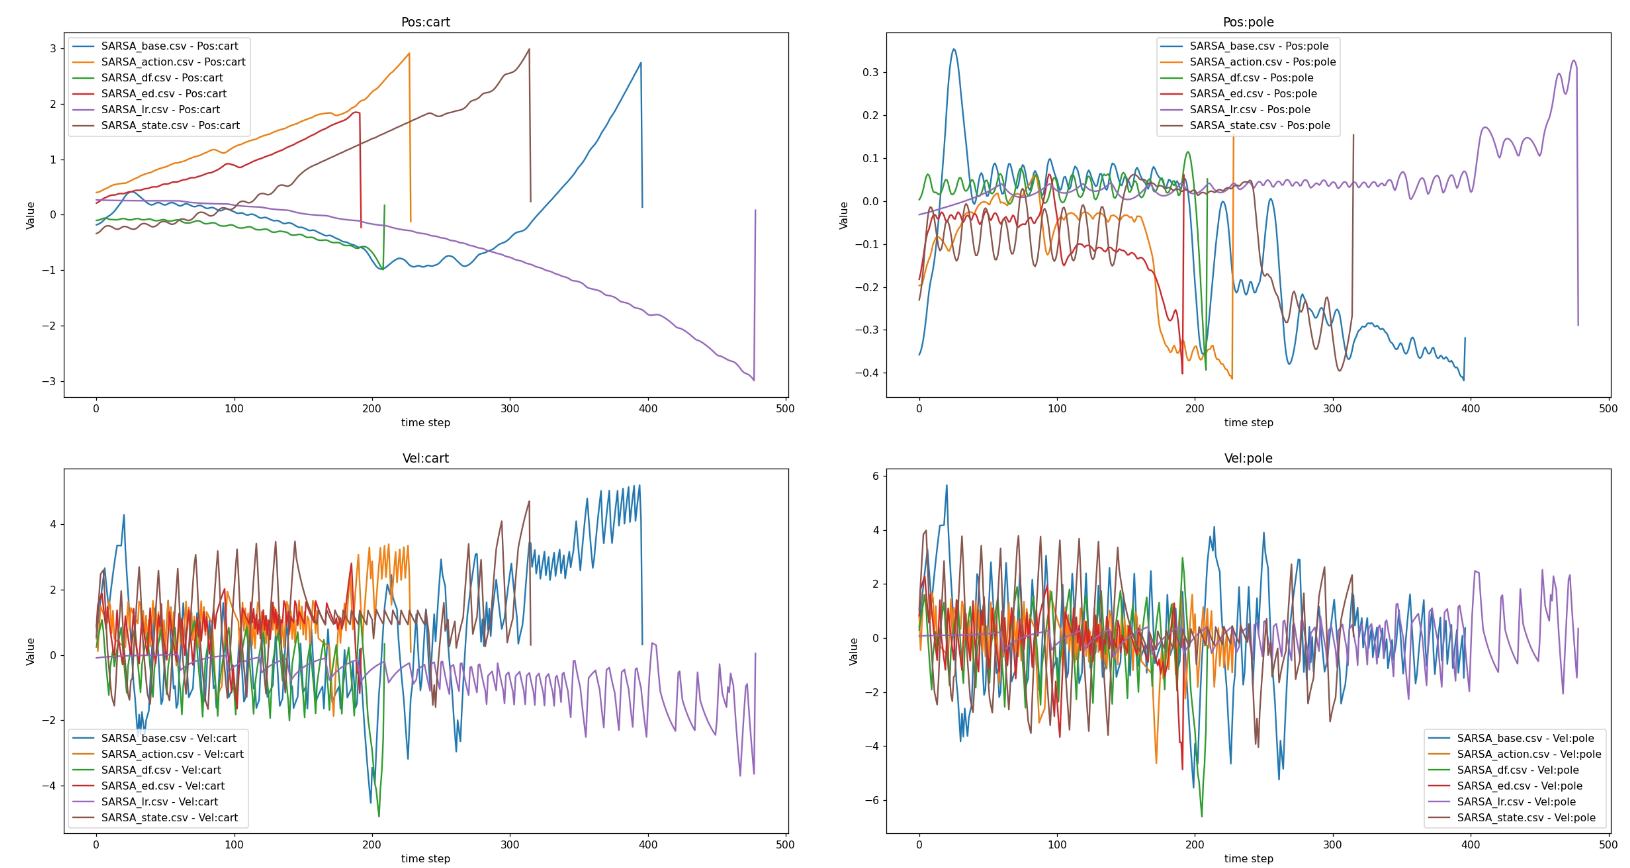 Pos:cart
SARSA_base.csv - Pos:cart
SARSA_action.csv - Pos:cart
SARSA_df.csv - Pos:cart
SARSA_ed.csv - Pos:cart
SARSA_lr.csv - Pos:cart
SARSA_state.csv - Pos:cart
3
2
1
0
−1
−2
−3
Value
0
100
200
300
400
500
time step
Pos:pole
SARSA_base.csv - Pos:pole
SARSA_action.csv - Pos:pole
SARSA_df.csv - Pos:pole
SARSA_ed.csv - Pos:pole
SARSA_lr.csv - Pos:pole
SARSA_state.csv - Pos:pole
0.3
0.2
0.1
0.0
−0.1
−0.2
−0.3
−0.4
Value
0
100
200
300
400
500
time step
Vel:cart
4
2
0
−2
−4
Value
SARSA_base.csv - Vel:cart
SARSA_action.csv - Vel:cart
SARSA_df.csv - Vel:cart
SARSA_ed.csv - Vel:cart
SARSA_lr.csv - Vel:cart
SARSA_state.csv - Vel:cart
0
100
200
300
400
500
time step
Vel:pole
6
4
2
0
−2
−4
−6
Value
SARSA_base.csv - Vel:pole
SARSA_action.csv - Vel:pole
SARSA_df.csv - Vel:pole
SARSA_ed.csv - Vel:pole
SARSA_lr.csv - Vel:pole
SARSA_state.csv - Vel:pole
0
100
200
300
400
500
time step